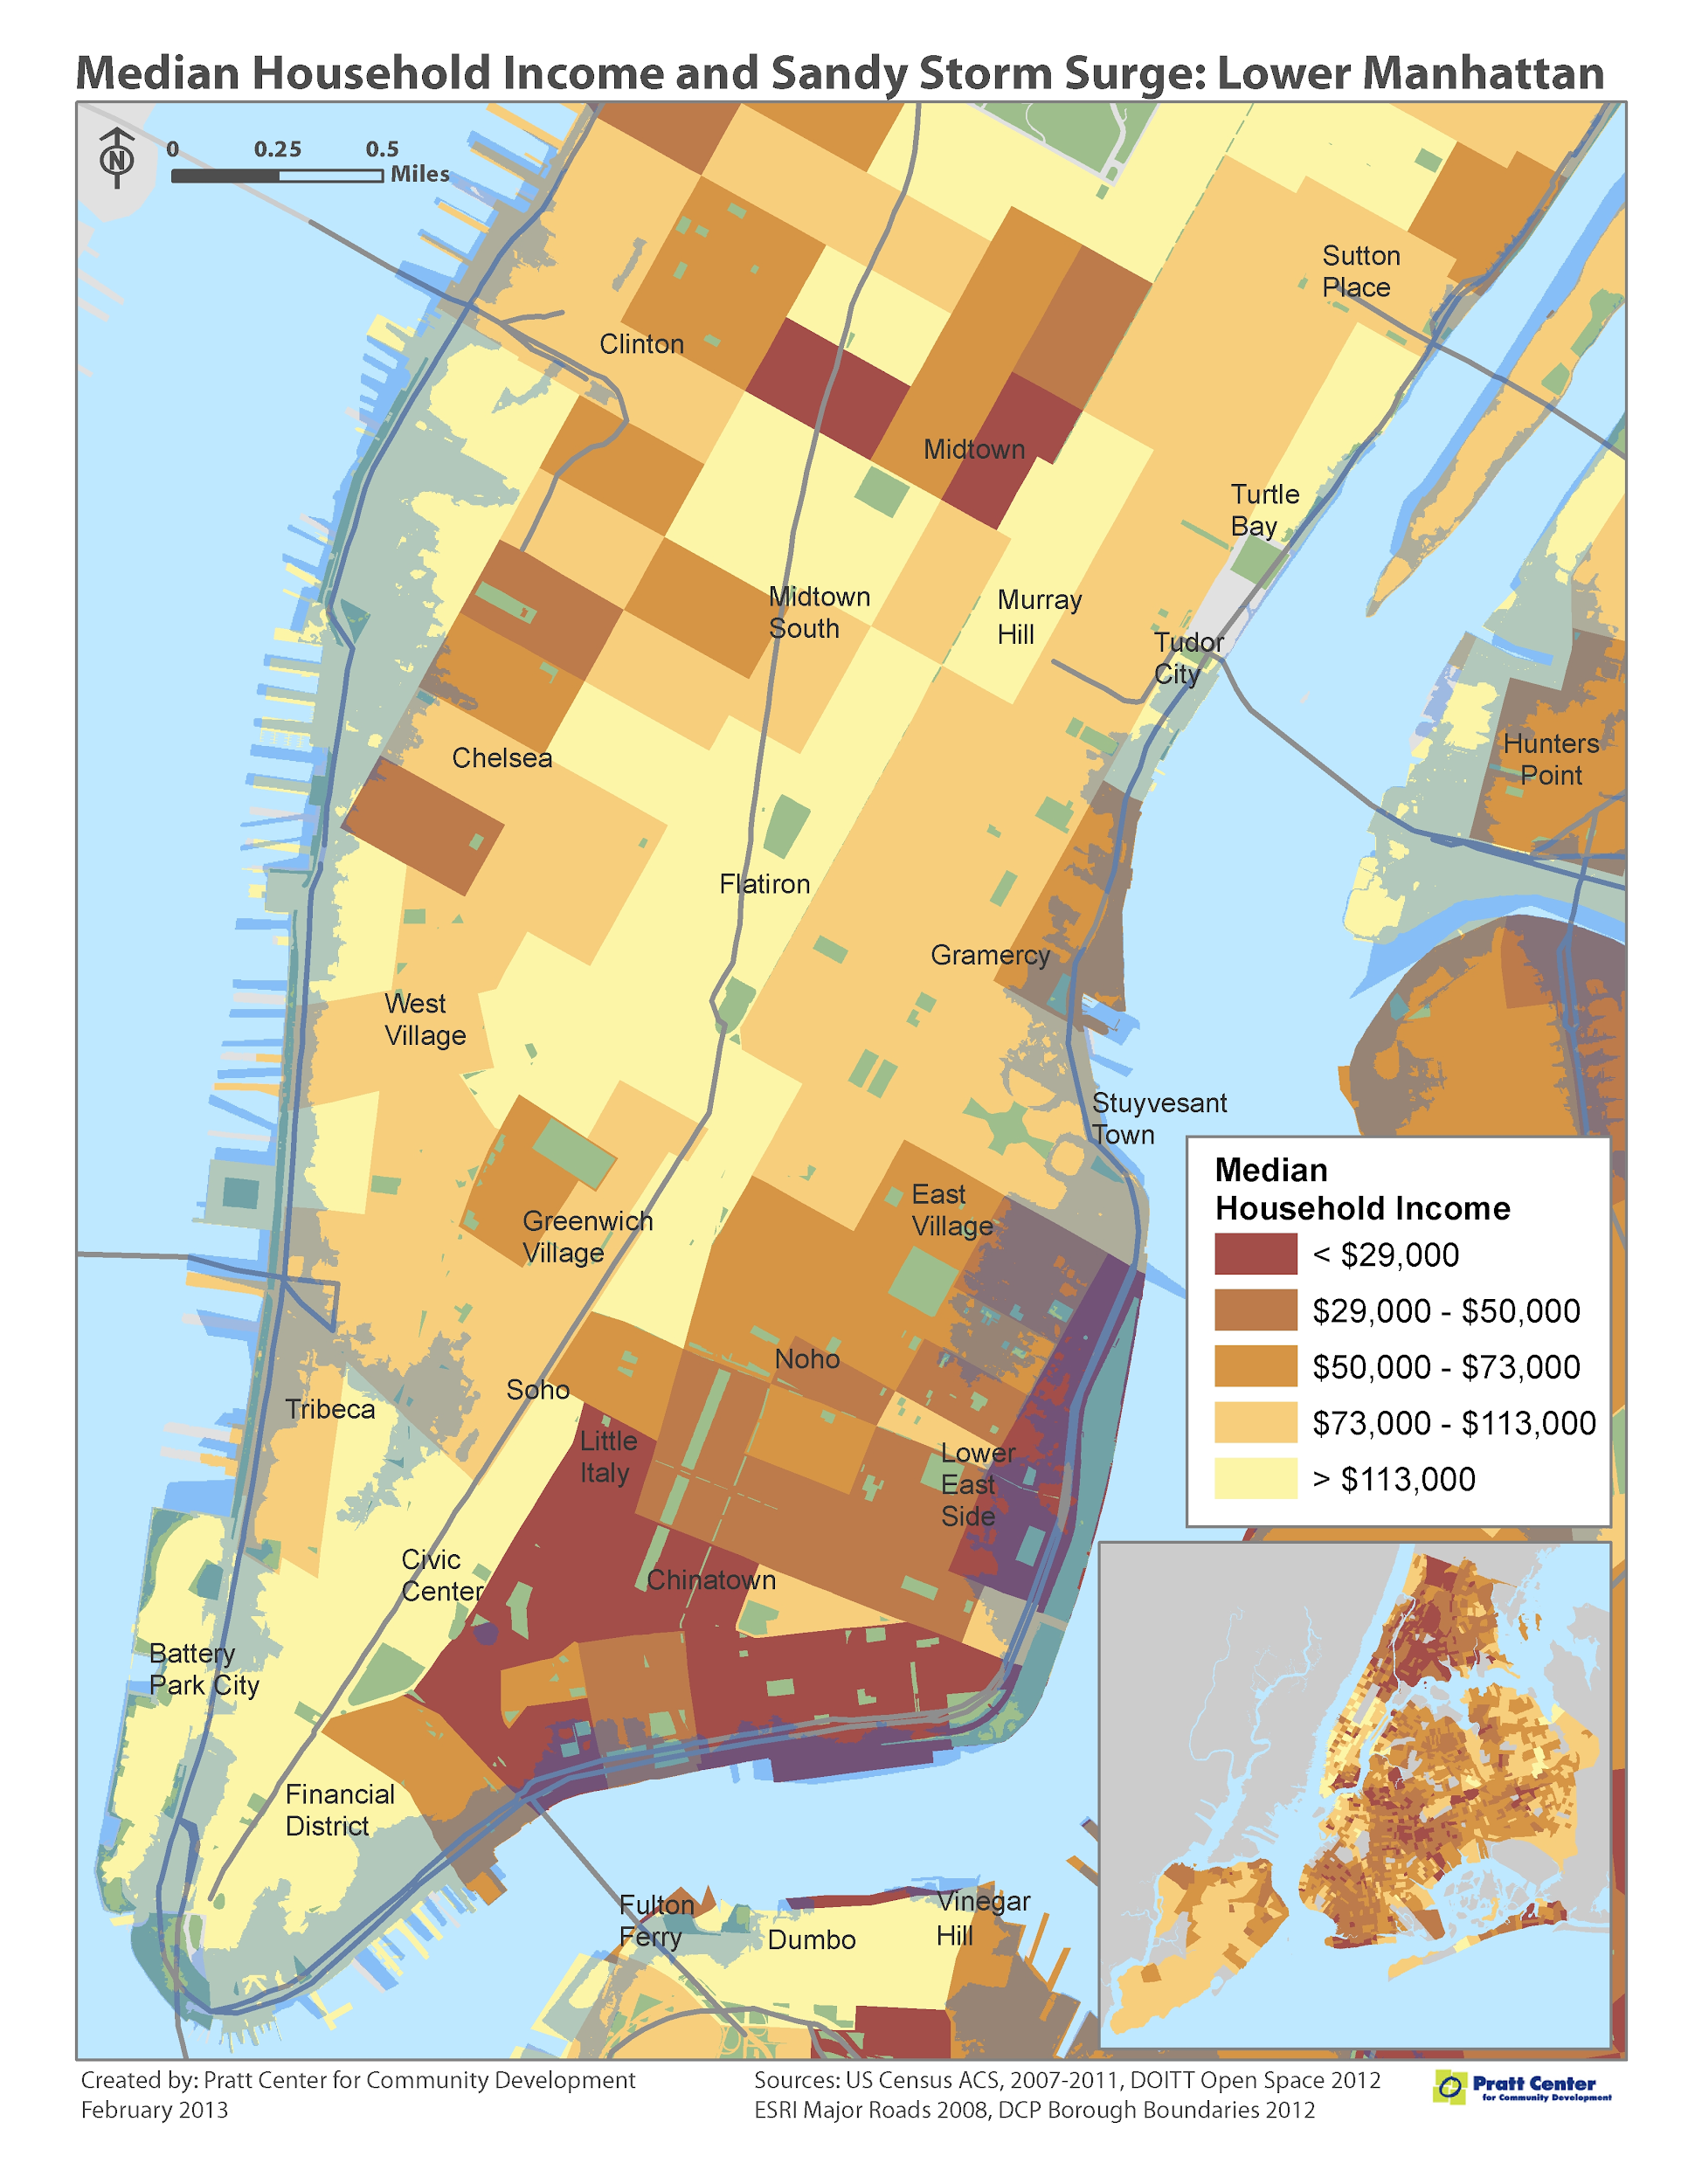 Median Household Income and Sandy Storm Surge: Lower Manhattan
N
0 0.25 0.5
Miles
Sutton
Place
Clinton
Midtown
Turtle
Bay
Midtown
South
Murray
Hill
Tudor
City
Hunters
Point
Chelsea
Flatiron
Gramercy
West
Village
Stuyvesant
Town
East
Village
Greenwich
Village
Noho
Soho
Tribeca
Little
Italy
Lower
East
Side
Civic
Center
Chinatown
Battery
Park City
Financial
District
Fulton
Ferry
Dumbo
Vinegar
Hill
Median
Household Income
< $29,000
$29,000 - $50,000
$50,000 - $73,000
$73,000 - $113,000
> $113,000
Created by: Pratt Center for Community Development
February 2013
Sources: US Census ACS, 2007-2011, DOITT Open Space 2012
ESRI Major Roads 2008, DCP Borough Boundaries 2012
Pratt Center
for Community Development